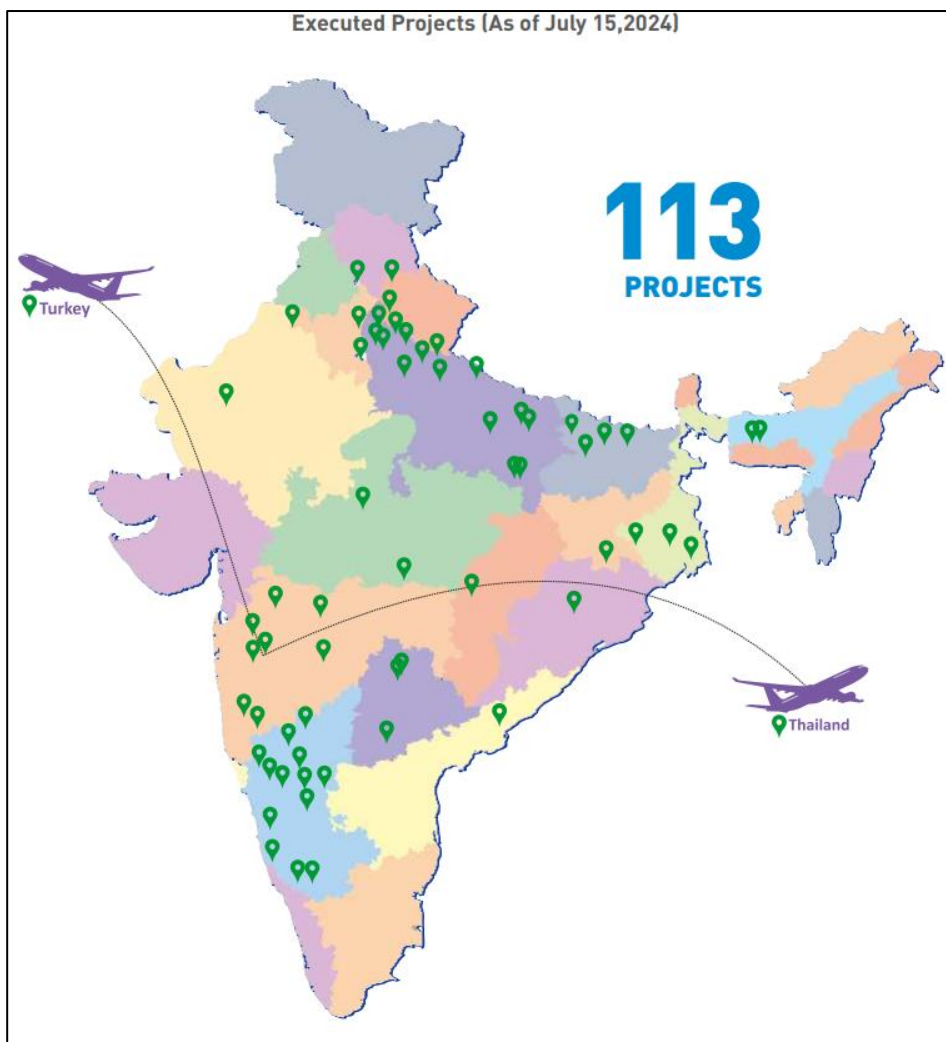 Executed Projects (As of July 15,2024)
113
PROJECTS
Turkey
Thailand